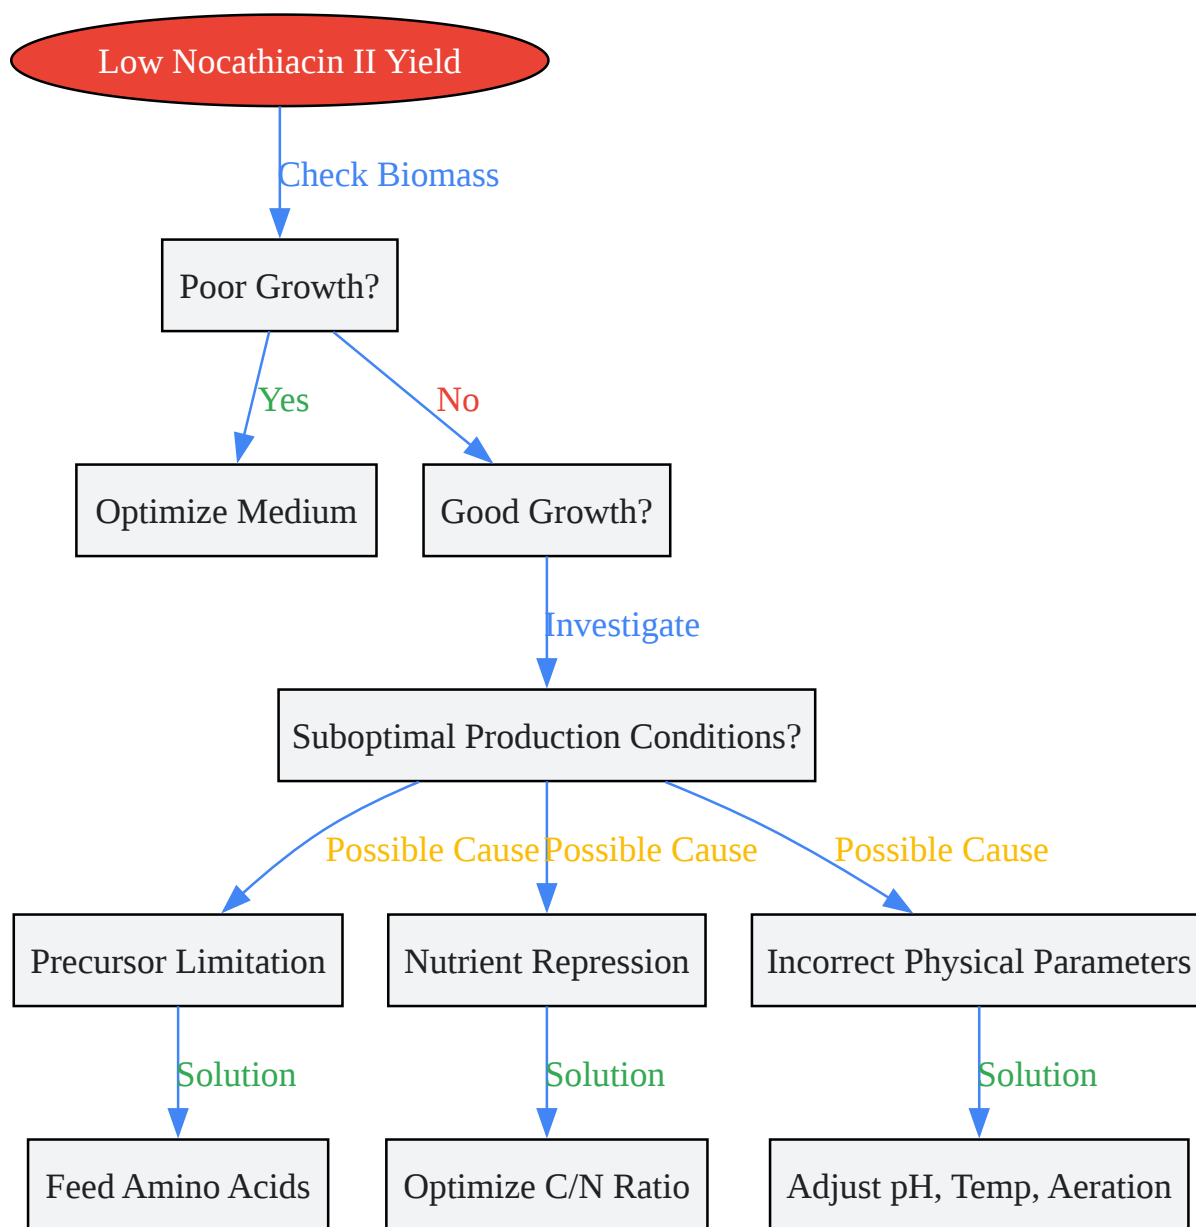 Low Nocathiacin II Yield
Check Biomass
Poor Growth?
Yes
No
Optimize Medium
Good Growth?
Investigate
Suboptimal Production Conditions?
Possible Cause
Possible Cause
Possible Cause
Precursor Limitation
Nutrient Repression
Incorrect Physical Parameters
Solution
Solution
Solution
Feed Amino Acids
Optimize C/N Ratio
Adjust pH, Temp, Aeration